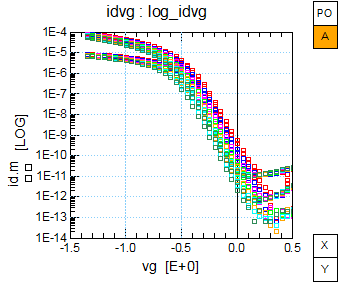 idvg : log_idvg
PO
A
1E-4
1E-5
1E-6
1E-7
1E-8
1E-9
1E-10
1E-11
1E-12
1E-13
1E-14
id.m [LOG]
-1.5
-1.0
-0.5
0.0
0.5
vg [E+0]
X
Y